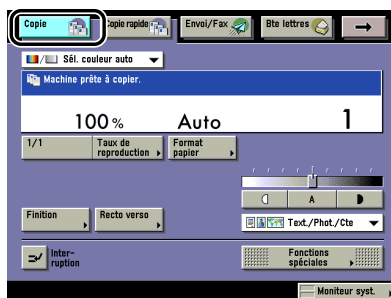 Copie
Copie rapide
Envoi/Fax
Bte lettres
Sél. couleur auto
Machine prête à copier.
100 % Auto 1
1/1
Taux de
reproduction
Format
papier
A
Finition
Recto verso
Text./Phot./Cte
Inter-
ruption
Fonctions
spéciales
Moniteur syst.